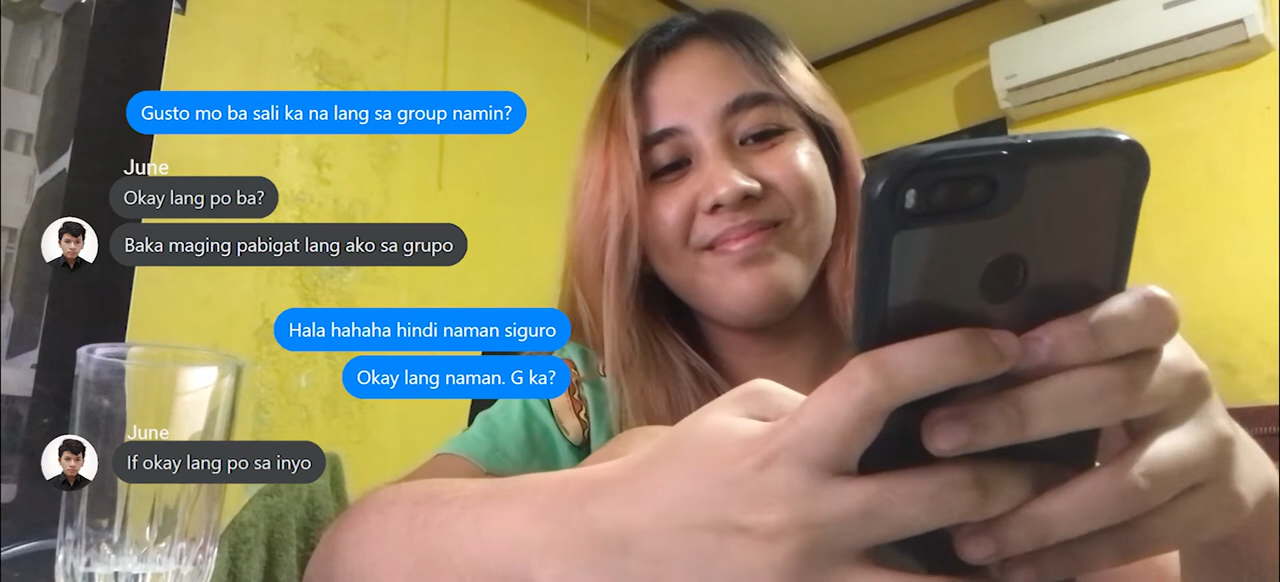 Gusto mo ba sali ka na lang sa group namin?
June
Okay lang po ba?
Baka maging pabigat lang ako sa grupo
Hala hahaha hindi naman siguro
Okay lang naman. G ka?
June
If okay lang po sa inyo